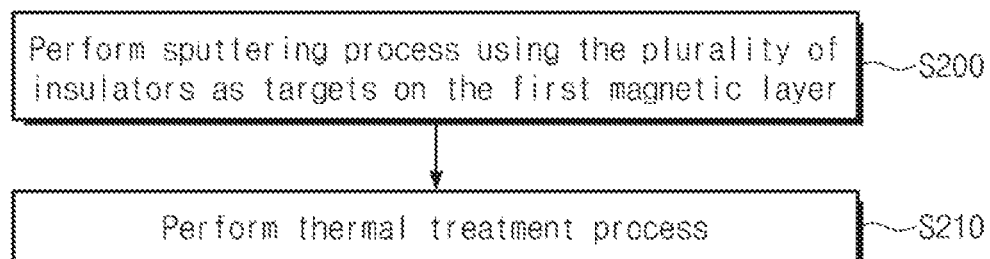 Perform sputtering process using the plurality of
insulators as targets on the first magnetic layer
S200
Perform thermal treatment process
S210